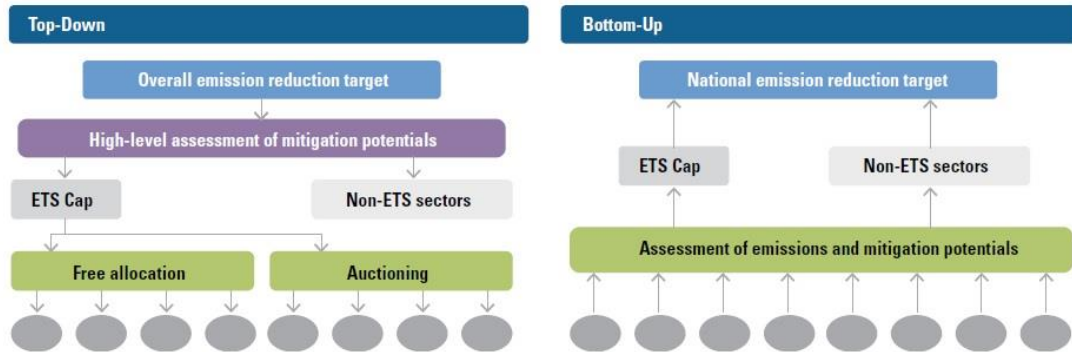 Top-Down
Overall emission reduction target
High-level assessment of mitigation potentials
ETS Cap
Non-ETS sectors
Free allocation
Auctioning
Bottom-Up
National emission reduction target
ETS Cap
Non-ETS sectors
Assessment of emissions and mitigation potentials